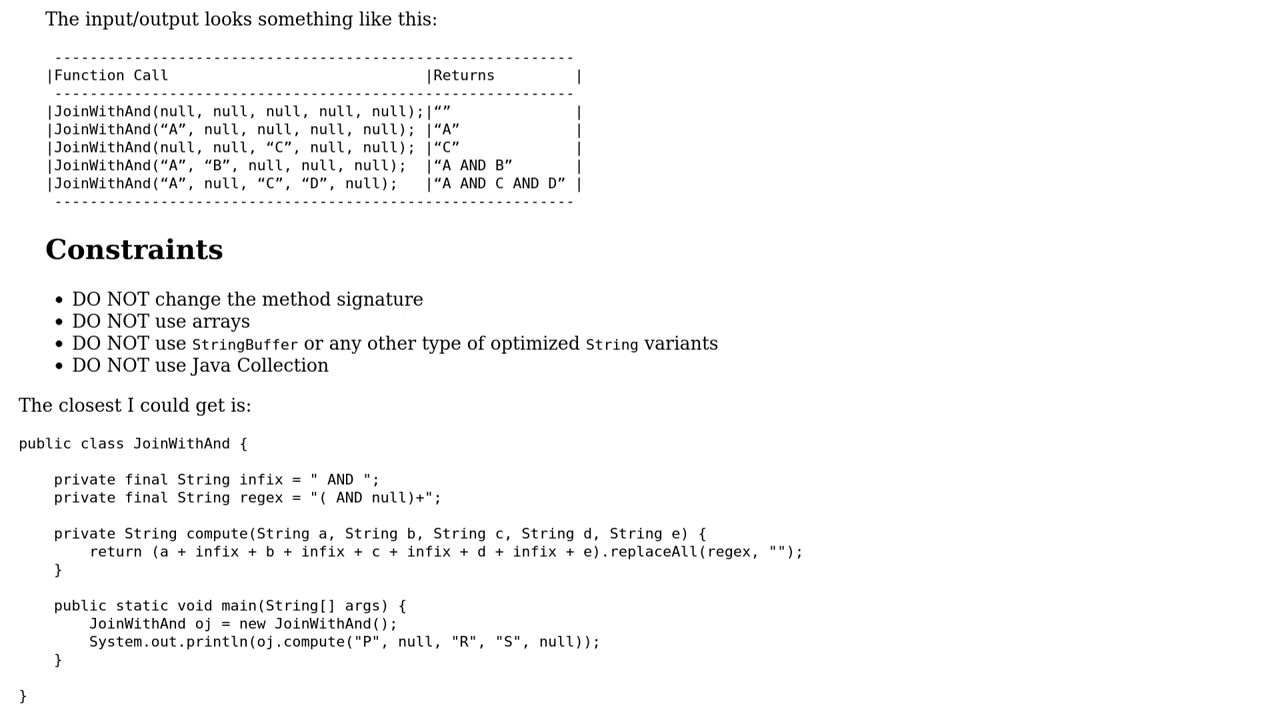 The input/output looks something like this:
-----------------------------------------------------------
|Function Call                             |Returns         |
-----------------------------------------------------------
|JoinWithAnd(null, null, null, null, null);|“”              |
|JoinWithAnd(“A”, null, null, null, null); |“A”             |
|JoinWithAnd(null, null, “C”, null, null); |“C”             |
|JoinWithAnd(“A”, “B”, null, null, null);  |“A AND B”       |
|JoinWithAnd(“A”, null, “C”, “D”, null);   |“A AND C AND D” |
-----------------------------------------------------------
Constraints
• DO NOT change the method signature
• DO NOT use arrays
• DO NOT use StringBuffer or any other type of optimized String variants
• DO NOT use Java Collection
The closest I could get is:
public class JoinWithAnd {
    private final String infix = " AND ";
    private final String regex = "( AND null)+";
    private String compute(String a, String b, String c, String d, String e) {
        return (a + infix + b + infix + c + infix + d + infix + e).replaceAll(regex, "");
    }
    public static void main(String[] args) {
        JoinWithAnd oj = new JoinWithAnd();
        System.out.println(oj.compute("P", null, "R", "S", null));
    }
}